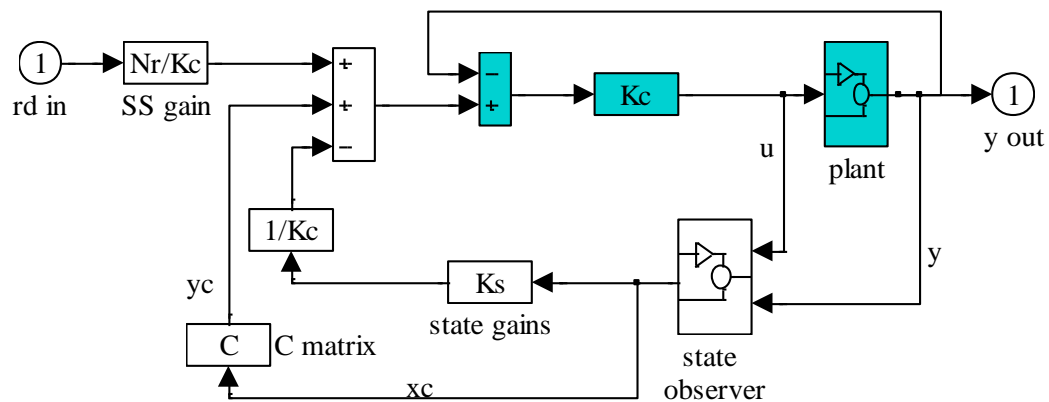 1
rd in
Nr/Kc
SS gain
+
+
−
−
+
Kc
u
plant
1
y out
1/Kc
yc
Ks
state gains
y
C
C matrix
state
observer
xc